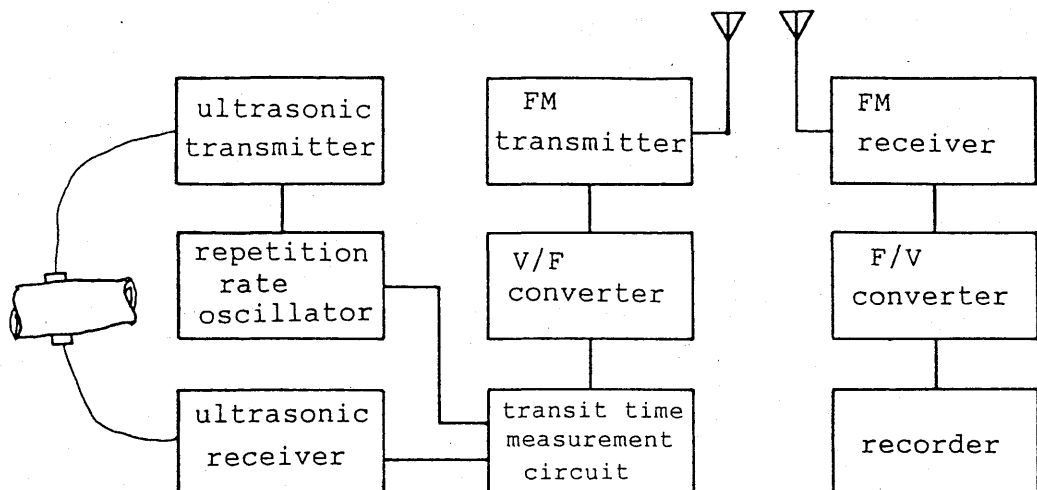 ultrasonic
transmitter
repetition
rate
oscillator
ultrasonic
receiver
FM
transmitter
V/F
converter
transit time
measurement
circuit
FM
receiver
F/V
converter
recorder